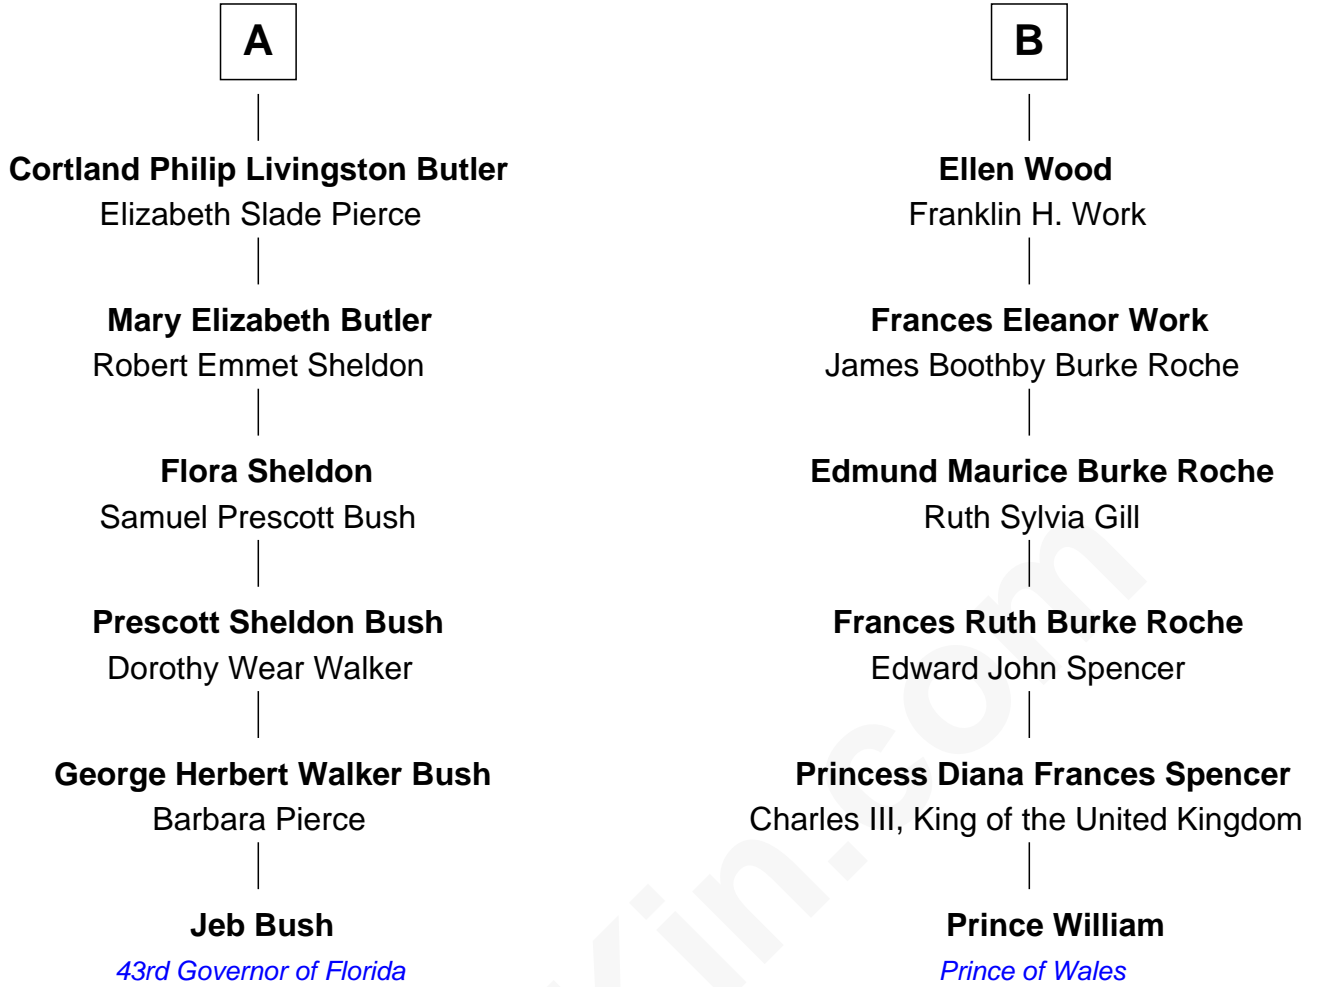 A
Cortland Philip Livingston Butler
Elizabeth Slade Pierce
Mary Elizabeth Butler
Robert Emmet Sheldon
Flora Sheldon
Samuel Prescott Bush
Prescott Sheldon Bush
Dorothy Wear Walker
George Herbert Walker Bush
Barbara Pierce
Jeb Bush
43rd Governor of Florida
B
Ellen Wood
Franklin H. Work
Frances Eleanor Work
James Boothby Burke Roche
Edmund Maurice Burke Roche
Ruth Sylvia Gill
Frances Ruth Burke Roche
Edward John Spencer
Princess Diana Frances Spencer
Charles III, King of the United Kingdom
Prince William
Prince of Wales